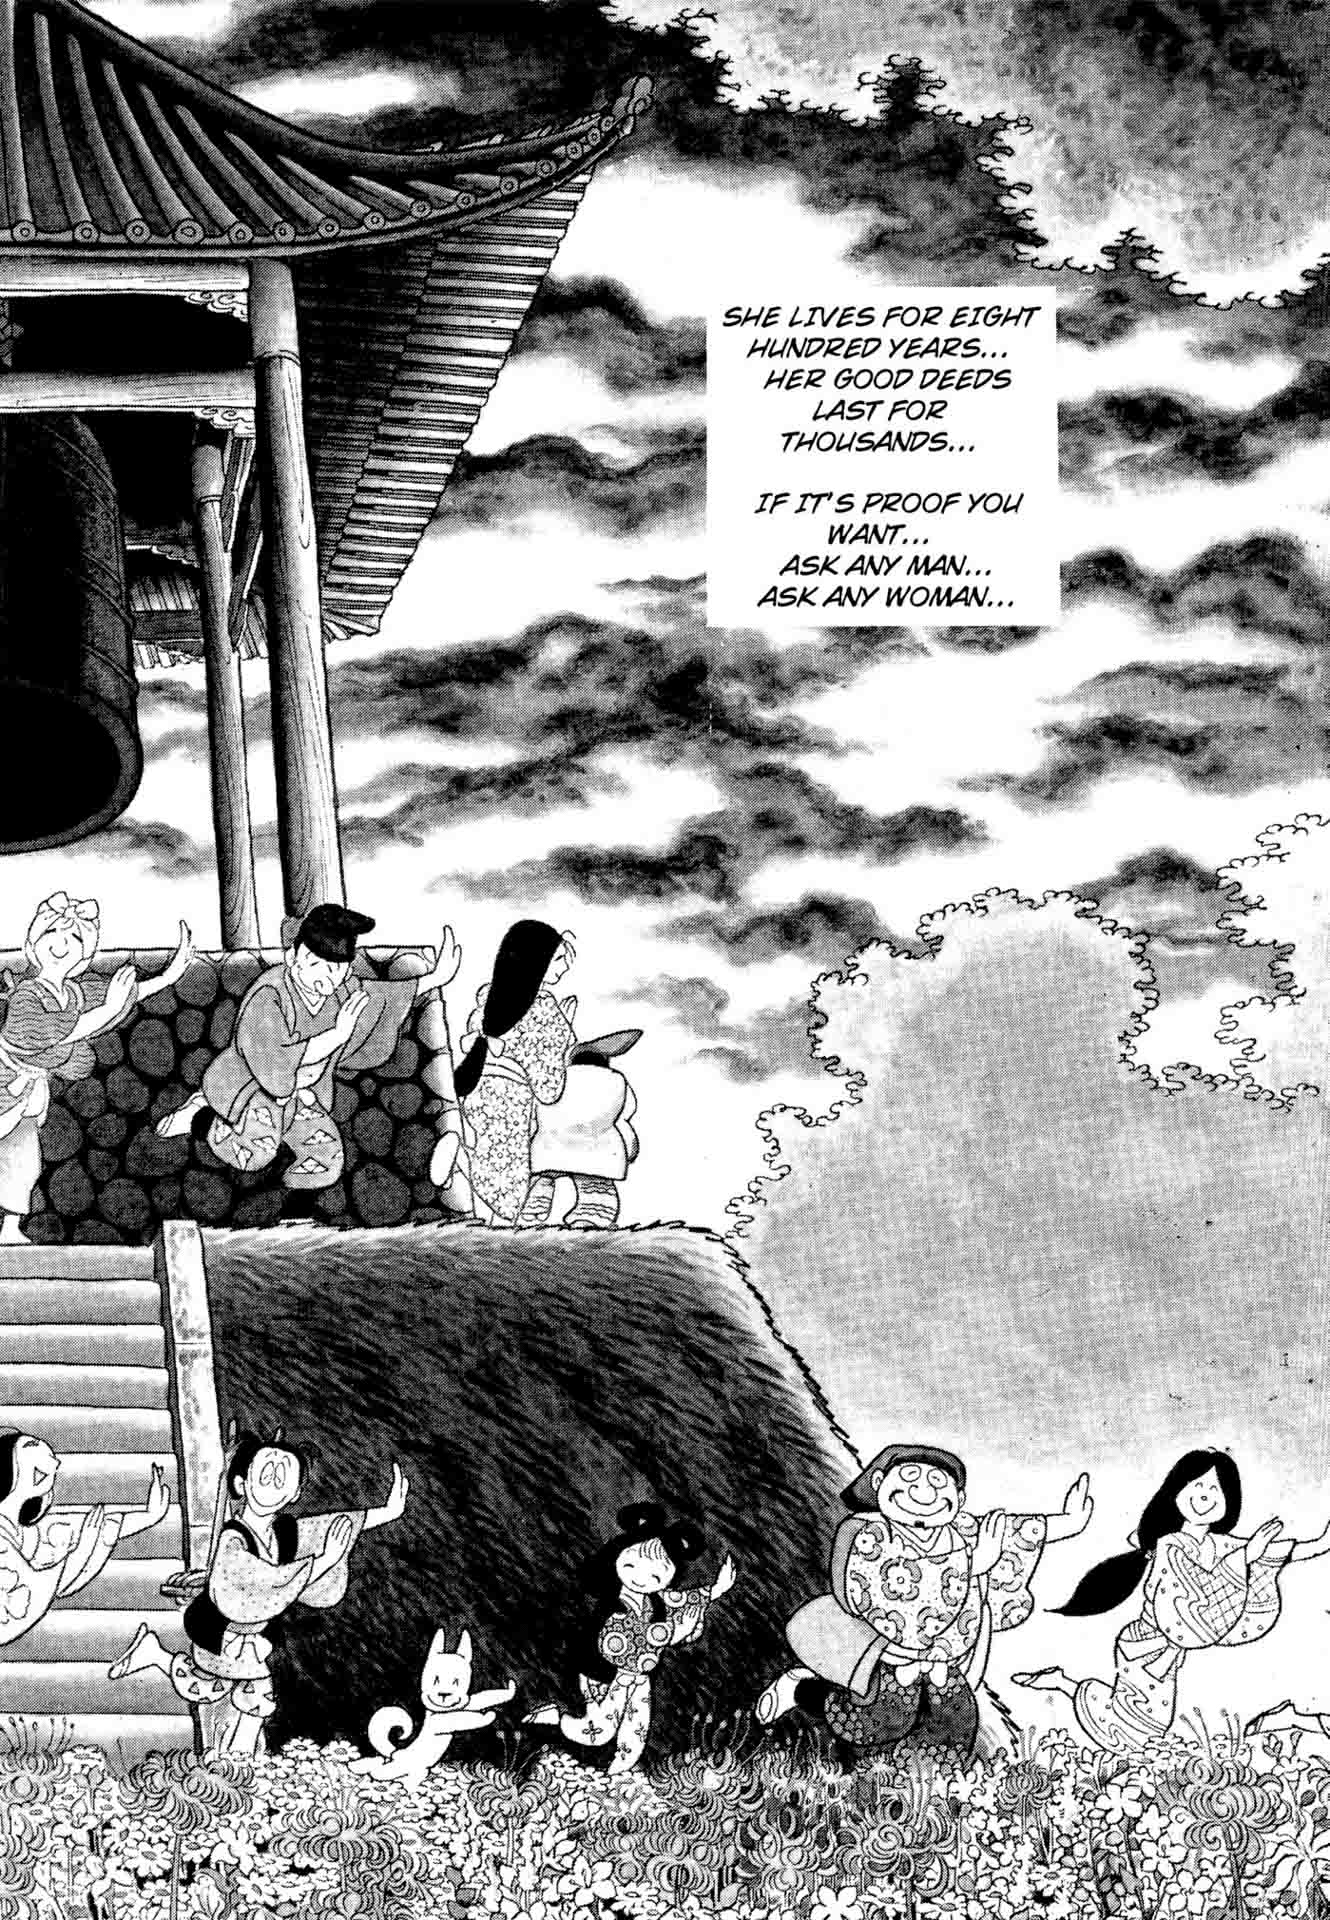 SHE LIVES FOR EIGHT
HUNDRED YEARS...
HER GOOD DEEDS
LAST FOR
THOUSANDS...
IF IT'S PROOF YOU
WANT...
ASK ANY MAN...
ASK ANY WOMAN...